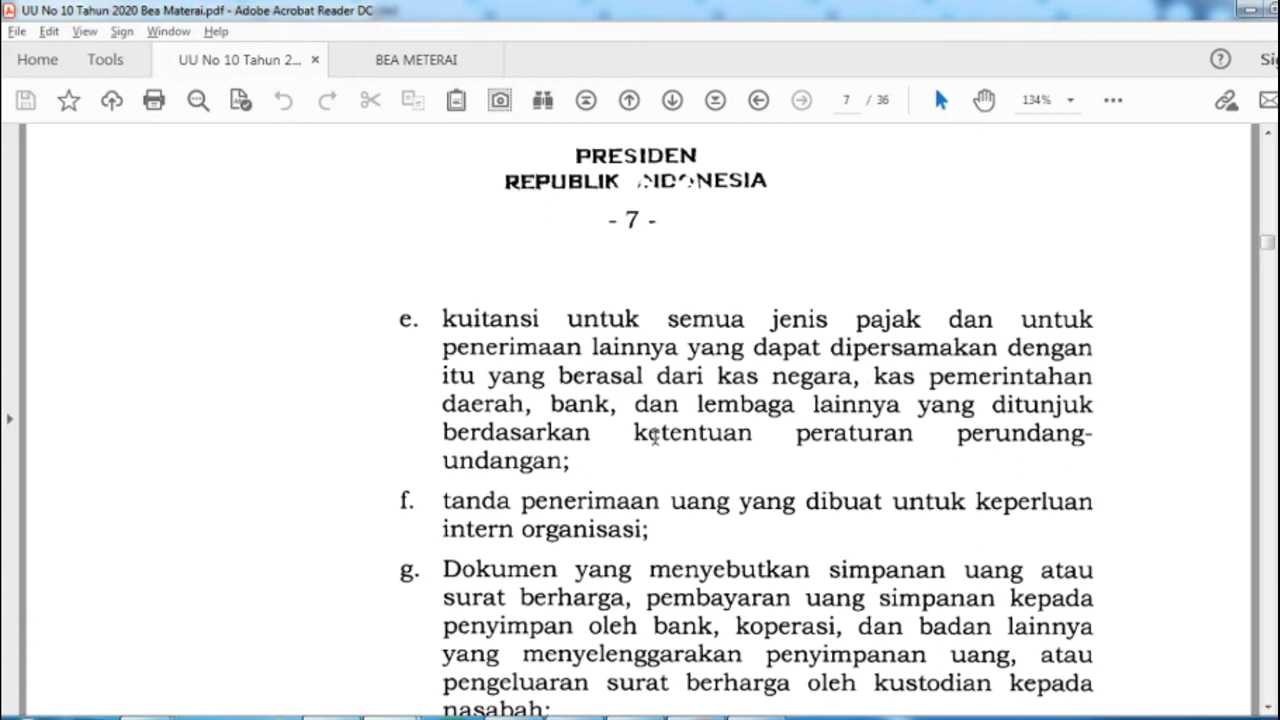 UU No 10 Tahun 2020 Bea Materai.pdf - Adobe Acrobat Reader DC
File Edit View Sign Window Help
Home Tools UU No 10 Tahun 2... × BEA METERAI
7 / 36 134%
PRESIDEN
REPUBLIK INDONESIA
- 7 -
e. kuitansi untuk semua jenis pajak dan untuk
penerimaan lainnya yang dapat dipersamakan dengan
itu yang berasal dari kas negara, kas pemerintahan
daerah, bank, dan lembaga lainnya yang ditunjuk
berdasarkan ketentuan peraturan perundang-
undangan;
f. tanda penerimaan uang yang dibuat untuk keperluan
intern organisasi;
g. Dokumen yang menyebutkan simpanan uang atau
surat berharga, pembayaran uang simpanan kepada
penyimpan oleh bank, koperasi, dan badan lainnya
yang menyelenggarakan penyimpanan uang, atau
pengeluaran surat berharga oleh kustodian kepada
nasabah;